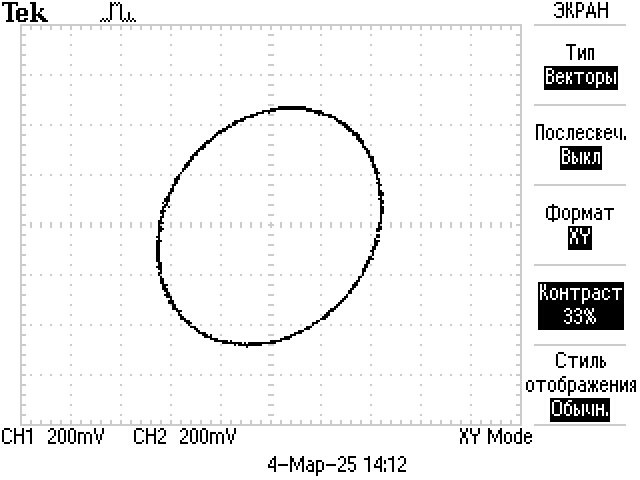 Tek
ЭКРАН
Тип
Векторы
Послесвеч.
Выкл
Формат
XY
Контраст
33%
Стиль
отображения
Обычн.
CH1 200mV CH2 200mV XY Mode
4-Мар-25 14:12